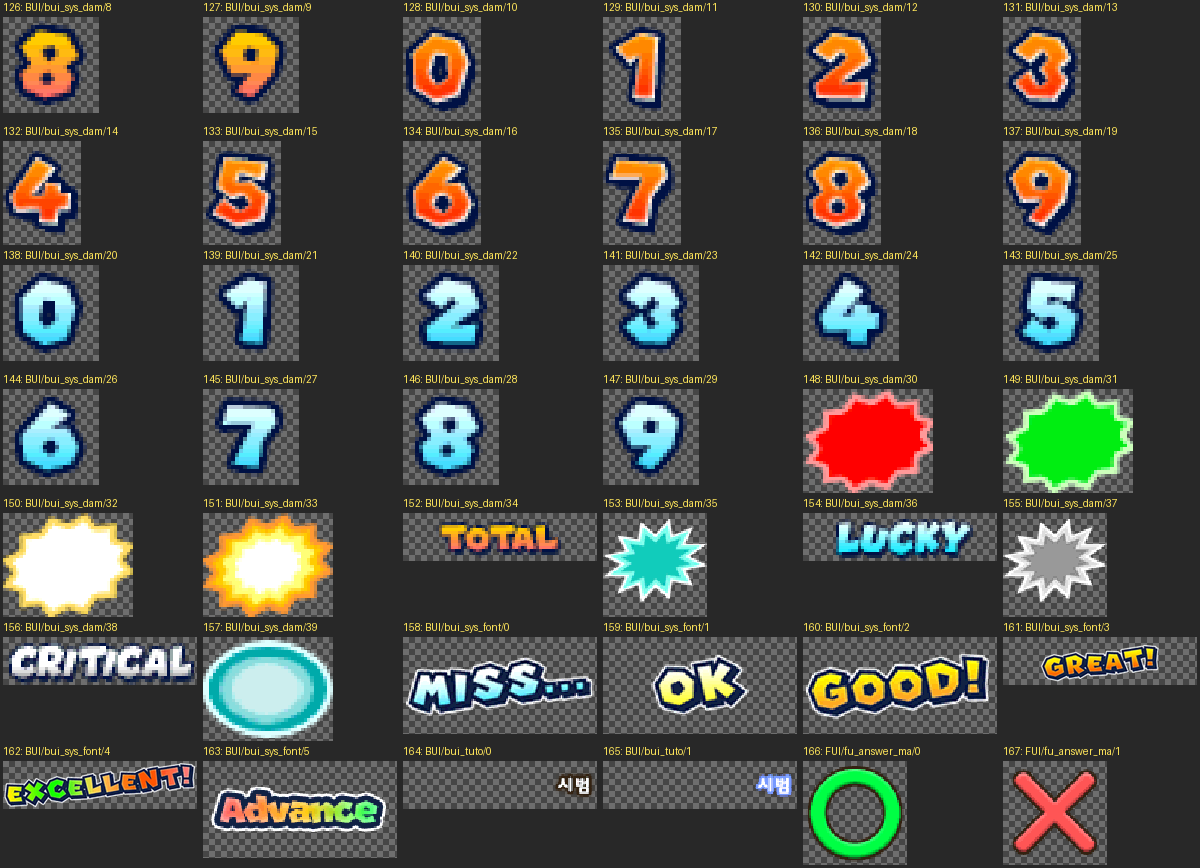 126: BUI/bui_sys_dam/8 127: BUI/bui_sys_dam/9 128: BUI/bui_sys_dam/10 129: BUI/bui_sys_dam/11 130: BUI/bui_sys_dam/12 131: BUI/bui_sys_dam/13
8 9 0 1 2 3
132: BUI/bui_sys_dam/14 133: BUI/bui_sys_dam/15 134: BUI/bui_sys_dam/16 135: BUI/bui_sys_dam/17 136: BUI/bui_sys_dam/18 137: BUI/bui_sys_dam/19
4 5 6 7 8 9
138: BUI/bui_sys_dam/20 139: BUI/bui_sys_dam/21 140: BUI/bui_sys_dam/22 141: BUI/bui_sys_dam/23 142: BUI/bui_sys_dam/24 143: BUI/bui_sys_dam/25
0 1 2 3 4 5
144: BUI/bui_sys_dam/26 145: BUI/bui_sys_dam/27 146: BUI/bui_sys_dam/28 147: BUI/bui_sys_dam/29 148: BUI/bui_sys_dam/30 149: BUI/bui_sys_dam/31
6 7 8 9
150: BUI/bui_sys_dam/32 151: BUI/bui_sys_dam/33 152: BUI/bui_sys_dam/34 153: BUI/bui_sys_dam/35 154: BUI/bui_sys_dam/36 155: BUI/bui_sys_dam/37
TOTAL LUCKY
156: BUI/bui_sys_dam/38 157: BUI/bui_sys_dam/39 158: BUI/bui_sys_font/0 159: BUI/bui_sys_font/1 160: BUI/bui_sys_font/2 161: BUI/bui_sys_font/3
CRITICAL MISS... OK GOOD! GREAT!
162: BUI/bui_sys_font/4 163: BUI/bui_sys_font/5 164: BUI/bui_tuto/0 165: BUI/bui_tuto/1 166: FUI/fu_answer_ma/0 167: FUI/fu_answer_ma/1
EXCELLENT! Advance 시범 시범